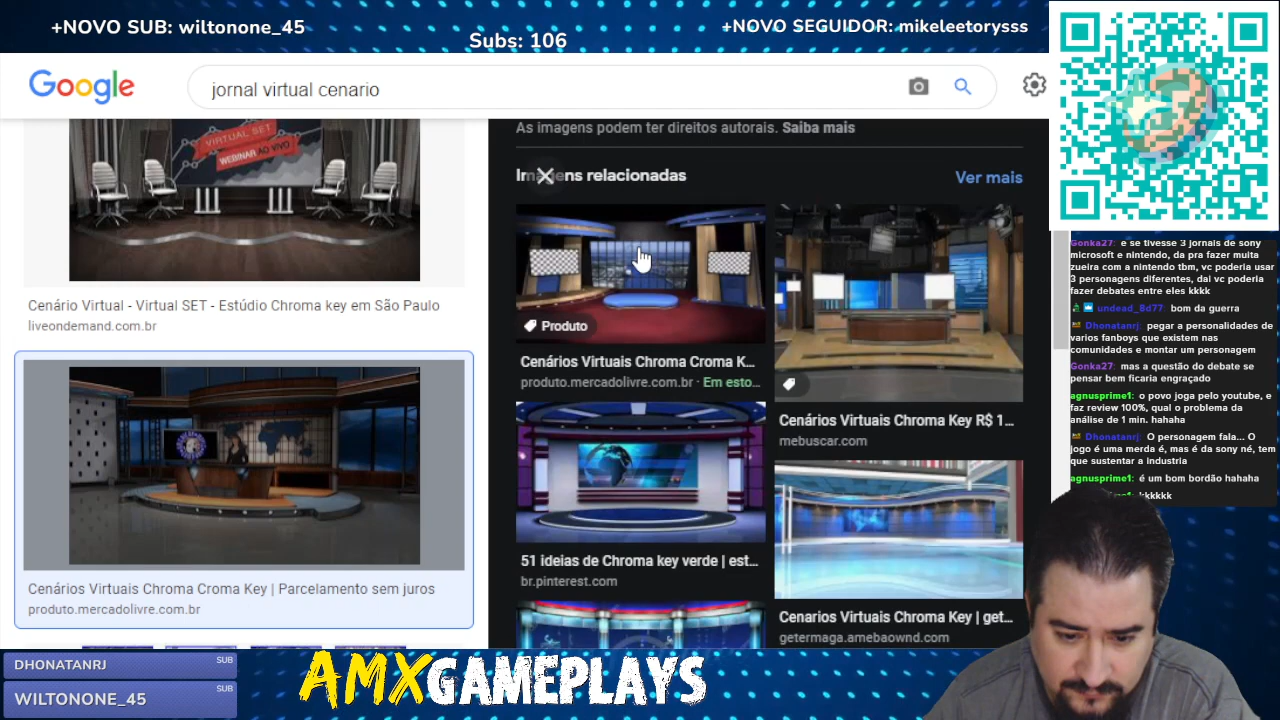 +NOVO SUB: wiltonone_45
Subs: 106
+NOVO SEGUIDOR: mikeleetorysss
Google
jornal virtual cenario
VIRTUAL SET
WEBINAR AO VIVO
Cenário Virtual - Virtual SET - Estúdio Chroma key em São Paulo
liveondemand.com.br
Cenários Virtuais Chroma Croma Key | Parcelamento sem juros
produto.mercadolivre.com.br
As imagens podem ter direitos autorais. Saiba mais
Imagens relacionadas
Ver mais
Produto
Cenários Virtuais Chroma Croma K...
produto.mercadolivre.com.br · Em esto...
Cenários Virtuais Chroma Key R$ 1...
mebuscar.com
51 ideias de Chroma key verde | est...
br.pinterest.com
Cenarios Virtuais Chroma Key | get...
getermaga.amebaownd.com
Gonka27: e se tivesse 3 jornais de sony
microsoft e nintendo, da pra fazer muita
zueira com a nintendo tbm, vc poderia usar
3 personagens diferentes, daí vc poderia
fazer debates entre eles kkkk
undead_8d77: bom da guerra
Dhonatanrj: pegar a personalidades de
varios fanboys que existem nas
comunidades e montar um personagem
Gonka27: mas a questão do debate se
pensar bem ficaria engraçado
agnusprime1: o povo joga pelo youtube, e
faz review 100%, qual o problema da
análise de 1 min. hahaha
Dhonatanrj: O personagem fala... O
jogo é uma merda é, mas é da sony né, tem
que sustentar a industria
agnusprime1: é um bom bordão hahaha
kkkkkk
DHONATANRJ SUB
WILTONONE_45 SUB
AMXGAMEPLAYS